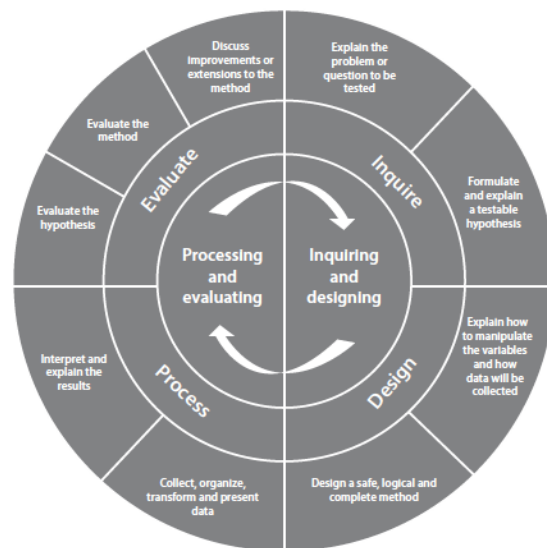 Discuss
improvements or
extensions to the
method
Explain the
problem or
question to be
tested
Evaluate the
method
Evaluate
Inquire
Evaluate the
hypothesis
Formulate
and explain
a testable
hypothesis
Processing
and
evaluating
Inquiring
and
designing
Interpret and
explain the
results
Process
Design
Explain how
to manipulate
the variables
and how
data will be
collected
Collect, organize,
transform and present
data
Design a safe, logical and
complete method